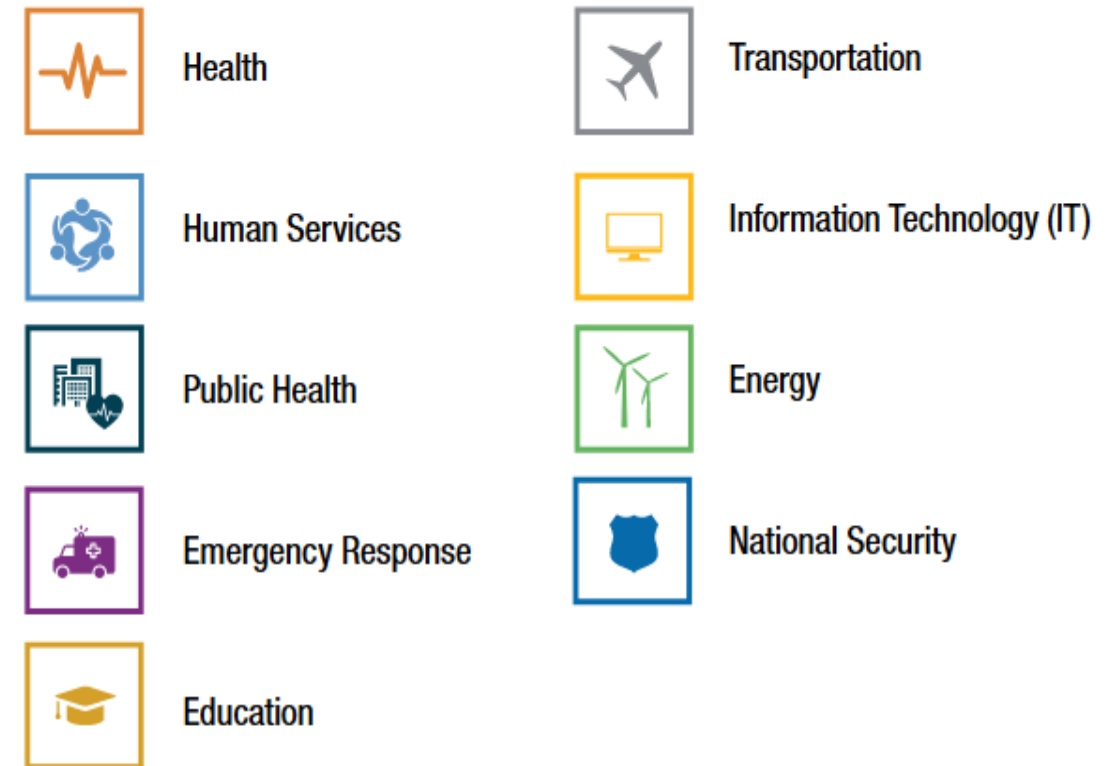 Health
Human Services
Public Health
Emergency Response
Education
Transportation
Information Technology (IT)
Energy
National Security